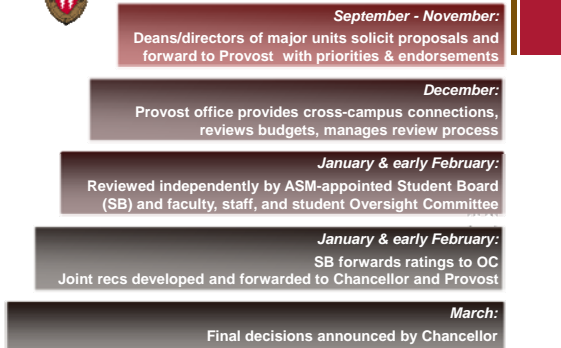 September - November:
Deans/directors of major units solicit proposals and
forward to Provost with priorities & endorsements
December:
Provost office provides cross-campus connections,
reviews budgets, manages review process
January & early February:
Reviewed independently by ASM-appointed Student Board
(SB) and faculty, staff, and student Oversight Committee
January & early February:
SB forwards ratings to OC
Joint recs developed and forwarded to Chancellor and Provost
March:
Final decisions announced by Chancellor